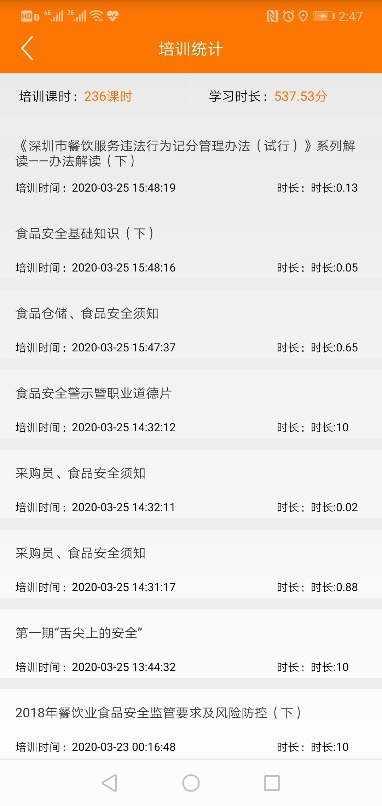 HD 4G 2G 2:47
培训统计
培训课时：236课时 学习时长：537.53分
《深圳市餐饮服务违法行为记分管理办法（试行）》系列解
读——办法解读（下）
培训时间：2020-03-25 15:48:19 时长：时长:0.13
食品安全基础知识（下）
培训时间：2020-03-25 15:48:16 时长：时长:0.05
食品仓储、食品安全须知
培训时间：2020-03-25 15:47:37 时长：时长:0.65
食品安全警示暨职业道德片
培训时间：2020-03-25 14:32:12 时长：时长:10
采购员、食品安全须知
培训时间：2020-03-25 14:32:11 时长：时长:0.02
采购员、食品安全须知
培训时间：2020-03-25 14:31:17 时长：时长:0.88
第一期“舌尖上的安全”
培训时间：2020-03-25 13:44:32 时长：时长:10
2018年餐饮业食品安全监管要求及风险防控（下）
培训时间：2020-03-23 00:16:48 时长：时长:10